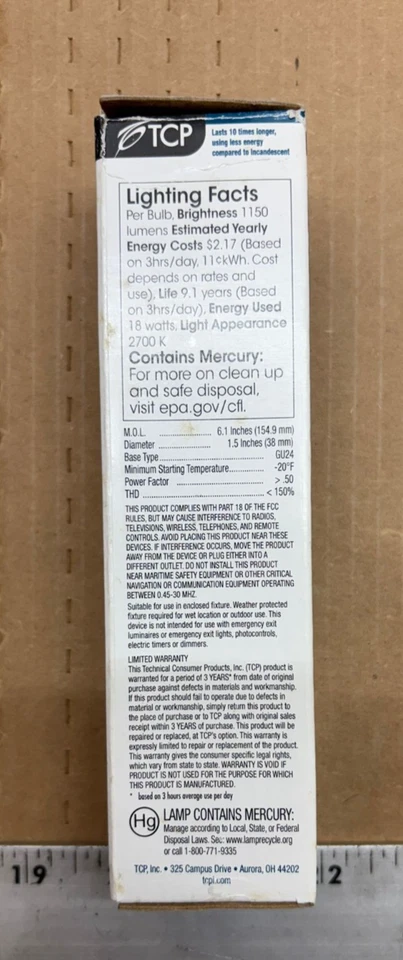 TCP
Lasts 10 times longer,
using less energy
compared to Incandescent
Lighting Facts
Per Bulb, Brightness 1150
lumens Estimated Yearly
Energy Costs $2.17 (Based
on 3hrs/day, 11¢kWh. Cost
depends on rates and
use), Life 9.1 years (Based
on 3hrs/day), Energy Used
18 watts, Light Appearance
2700 K
Contains Mercury:
For more on clean up
and safe disposal,
visit epa.gov/cfl.
M.O.L. .................... 6.1 Inches (154.9 mm)
Diameter .................... 1.5 Inches (38 mm)
Base Type .................... GU24
Minimum Starting Temperature............. -20°F
Power Factor .................... > .50
THD .................... < 150%
THIS PRODUCT COMPLIES WITH PART 18 OF THE FCC
RULES, BUT MAY CAUSE INTERFERENCE TO RADIOS,
TELEVISIONS, WIRELESS, TELEPHONES, AND REMOTE
CONTROLS. AVOID PLACING THIS PRODUCT NEAR THESE
DEVICES. IF INTERFERENCE OCCURS, MOVE THE PRODUCT
AWAY FROM THE DEVICE OR PLUG EITHER INTO A
DIFFERENT OUTLET. DO NOT INSTALL THIS PRODUCT
NEAR MARITIME SAFETY EQUIPMENT OR OTHER CRITICAL
NAVIGATION OR COMMUNICATION EQUIPMENT OPERATING
BETWEEN 0.45-30 MHZ.
Suitable for use in enclosed fixture. Weather protected
fixture required for wet location or outdoor use. This
device is not intended for use with emergency exit
luminaires or emergency exit lights, photocontrols,
electric timers or dimmers.
LIMITED WARRANTY
This Technical Consumer Products, Inc. (TCP) product is
warranted for a period of 3 YEARS* from date of original
purchase against defects in materials and workmanship.
If this product should fail to operate due to defects in
material or workmanship, simply return this product to
the place of purchase or to TCP along with original sales
receipt within 3 YEARS of purchase. This product will be
repaired or replaced, at TCP's option. This warranty is
expressly limited to repair or replacement of the product.
This warranty gives the consumer specific legal rights,
which vary from state to state. WARRANTY IS VOID IF
PRODUCT IS NOT USED FOR THE PURPOSE FOR WHICH
THIS PRODUCT IS MANUFACTURED.
* based on 3 hours average use per day
Hg LAMP CONTAINS MERCURY:
Manage according to Local, State, or Federal
Disposal Laws. See: www.lamprecycle.org
or call 1-800-771-9335
TCP, Inc. • 325 Campus Drive • Aurora, OH 44202
tcpi.com
19 2